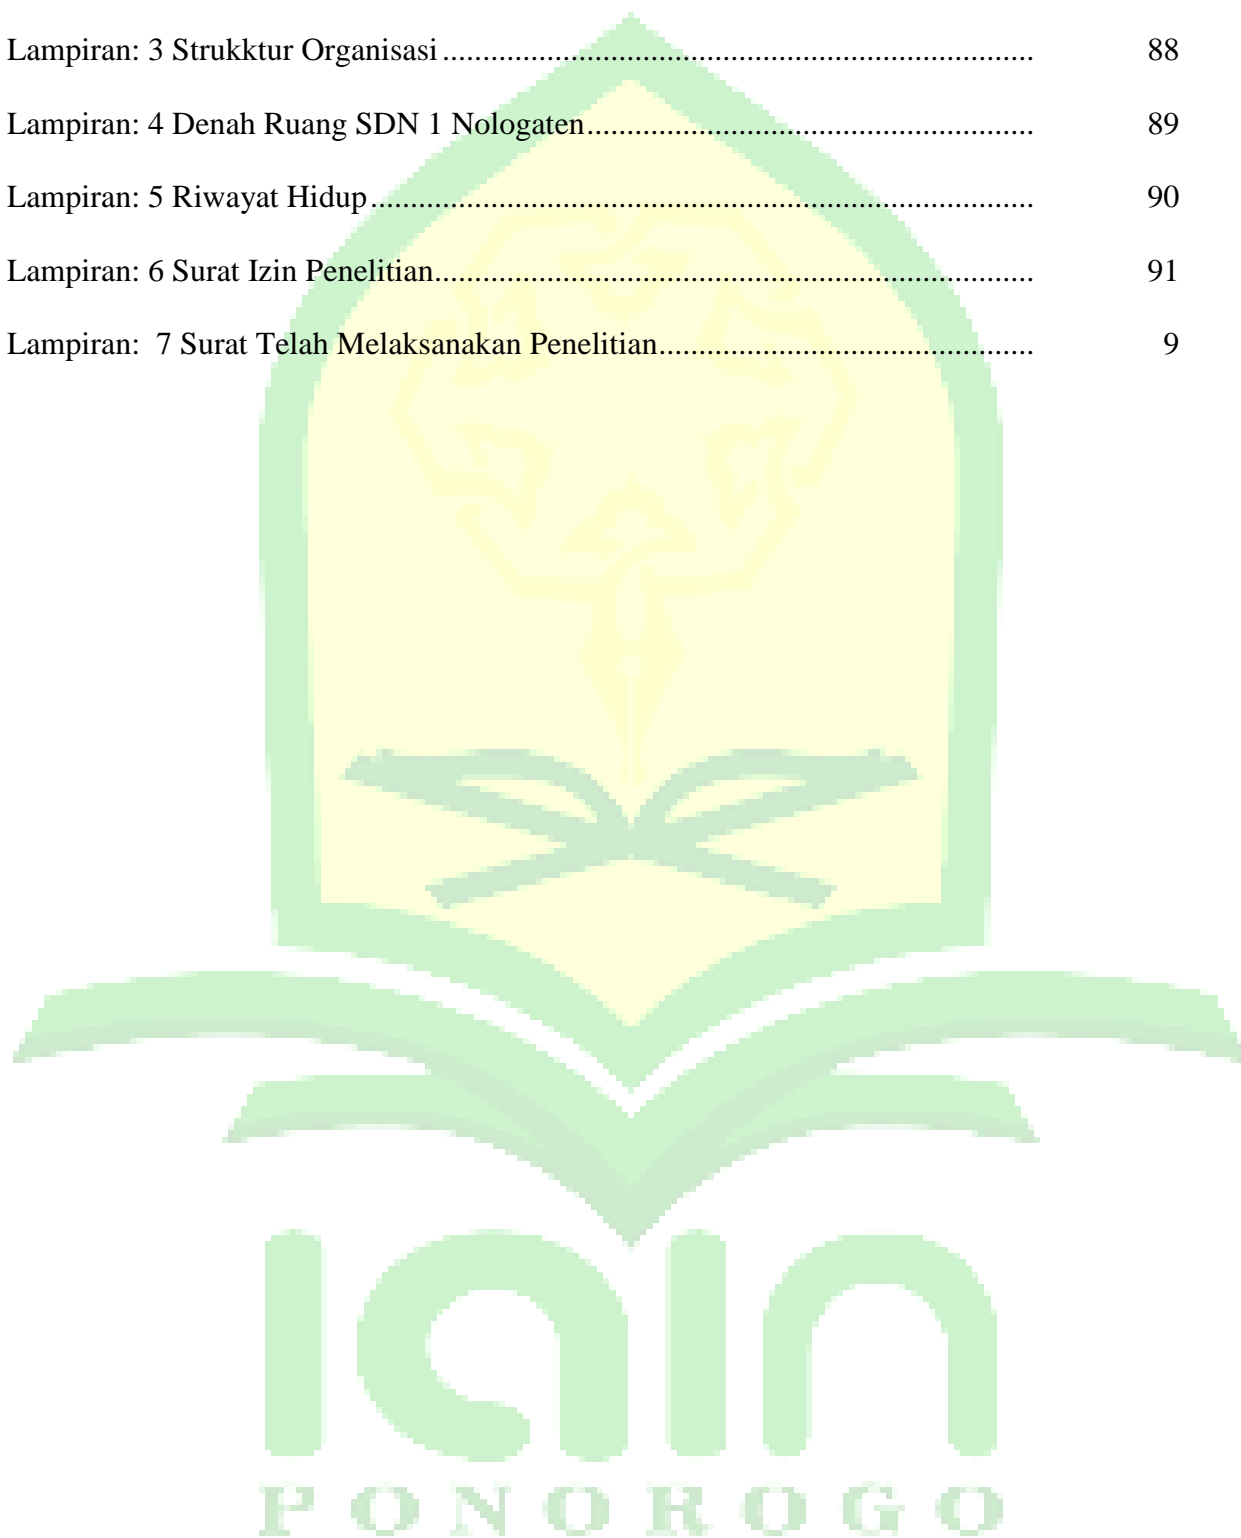 Lampiran: 3 Strukktur Organisasi.......................................................................... 88
Lampiran: 4 Denah Ruang SDN 1 Nologaten........................................................ 89
Lampiran: 5 Riwayat Hidup................................................................................... 90
Lampiran: 6 Surat Izin Penelitian........................................................................... 91
Lampiran:  7 Surat Telah Melaksanakan Penelitian............................................... 9
iain
PONOROGO